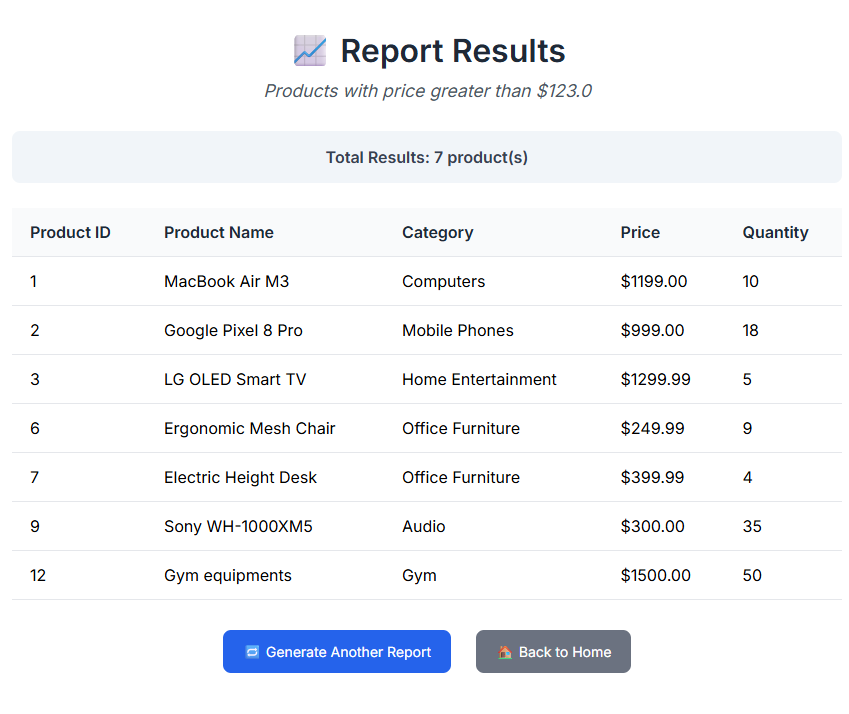 Report Results
Products with price greater than $123.0
Total Results: 7 product(s)
Product ID Product Name Category Price Quantity
1 MacBook Air M3 Computers $1199.00 10
2 Google Pixel 8 Pro Mobile Phones $999.00 18
3 LG OLED Smart TV Home Entertainment $1299.99 5
6 Ergonomic Mesh Chair Office Furniture $249.99 9
7 Electric Height Desk Office Furniture $399.99 4
9 Sony WH-1000XM5 Audio $300.00 35
12 Gym equipments Gym $1500.00 50
Generate Another Report Back to Home